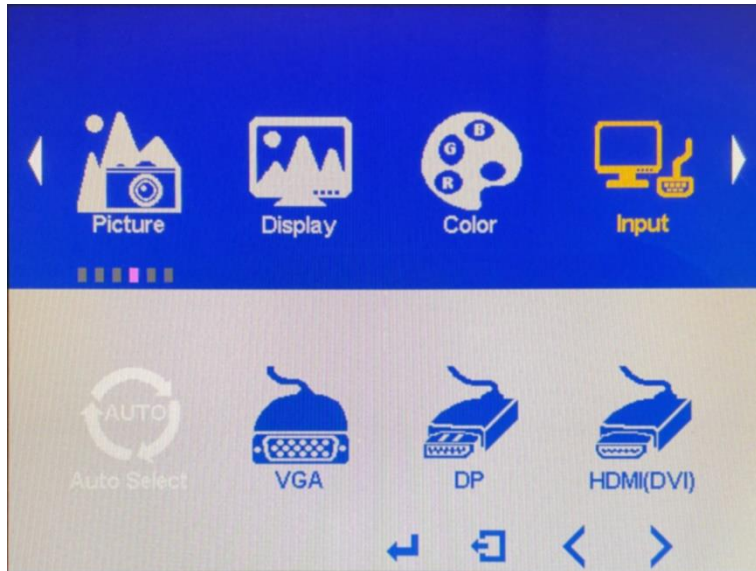 Picture
Display
Color
Input
B
G
R
AUTO
Auto Select
VGA
DP
HDMI(DVI)